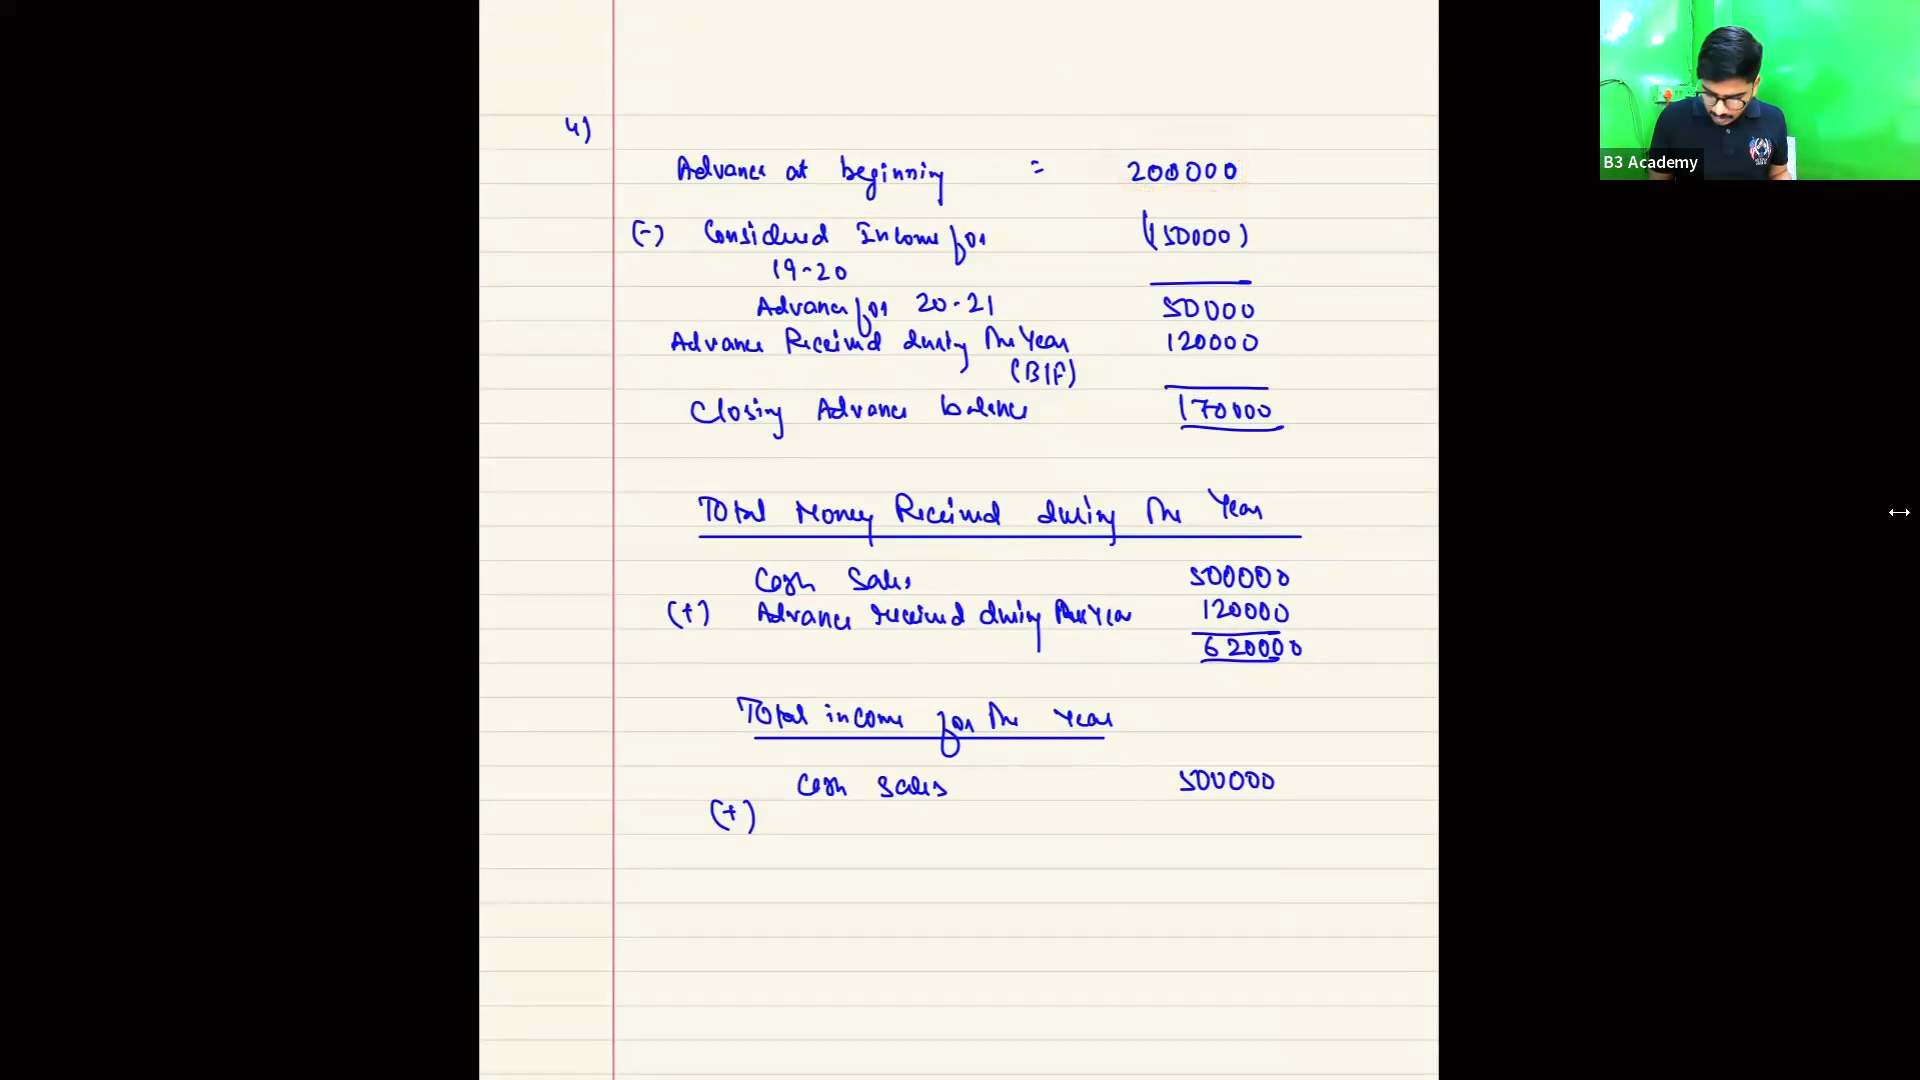 4)
Advance at beginning = 200000
(-) Considered Income for (150000)
19-20
Advance for 20-21 50000
Advance Received during the Year 120000
(B/F)
Closing Advance balance 170000
Total Money Received during the Year
Cash Sales 500000
(+) Advance received during the Year 120000
620000
Total income for the Year
Cash Sales 500000
(+)
B3 Academy